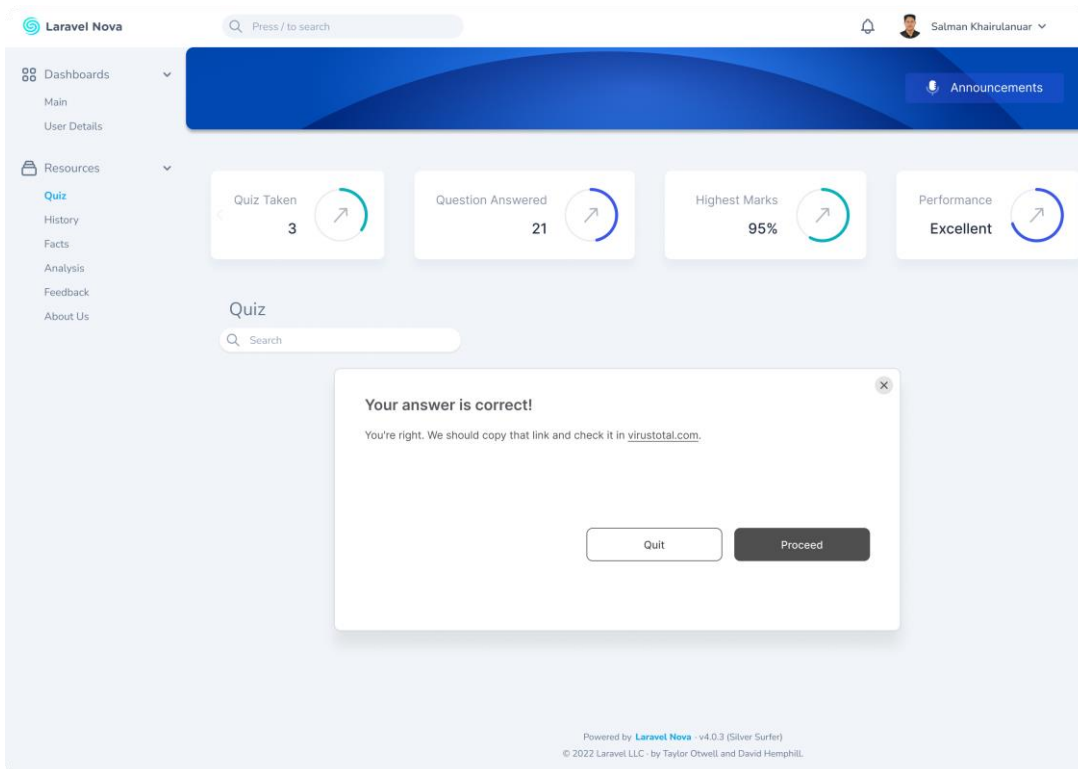 Laravel Nova
Press / to search
Salman Khairulanuar
Announcements
Dashboards
Main
User Details
Resources
Quiz
History
Facts
Analysis
Feedback
About Us
Quiz Taken
3
Question Answered
21
Highest Marks
95%
Performance
Excellent
Quiz
Search
Your answer is correct!
You're right. We should copy that link and check it in virustotal.com.
Quit
Proceed
Powered by Laravel Nova · v4.0.3 (Silver Surfer)
© 2022 Laravel LLC · by Taylor Otwell and David Hemphill.